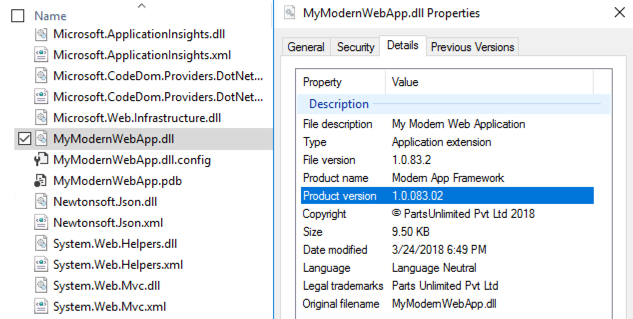 Name
Microsoft.ApplicationInsights.dll
Microsoft.ApplicationInsights.xml
Microsoft.CodeDom.Providers.DotNet...
Microsoft.CodeDom.Providers.DotNet...
Microsoft.Web.Infrastructure.dll
MyModernWebApp.dll
MyModernWebApp.dll.config
MyModernWebApp.pdb
Newtonsoft.Json.dll
Newtonsoft.Json.xml
System.Web.Helpers.dll
System.Web.Helpers.xml
System.Web.Mvc.dll
System.Web.Mvc.xml
MyModernWebApp.dll Properties
General Security Details Previous Versions
Property Value
Description
File description My Modern Web Application
Type Application extension
File version 1.0.83.2
Product name Modern App Framework
Product version 1.0.083.02
Copyright © PartsUnlimited Pvt Ltd 2018
Size 9.50 KB
Date modified 3/24/2018 6:49 PM
Language Language Neutral
Legal trademarks Parts Unlimited Pvt Ltd
Original filename MyModernWebApp.dll